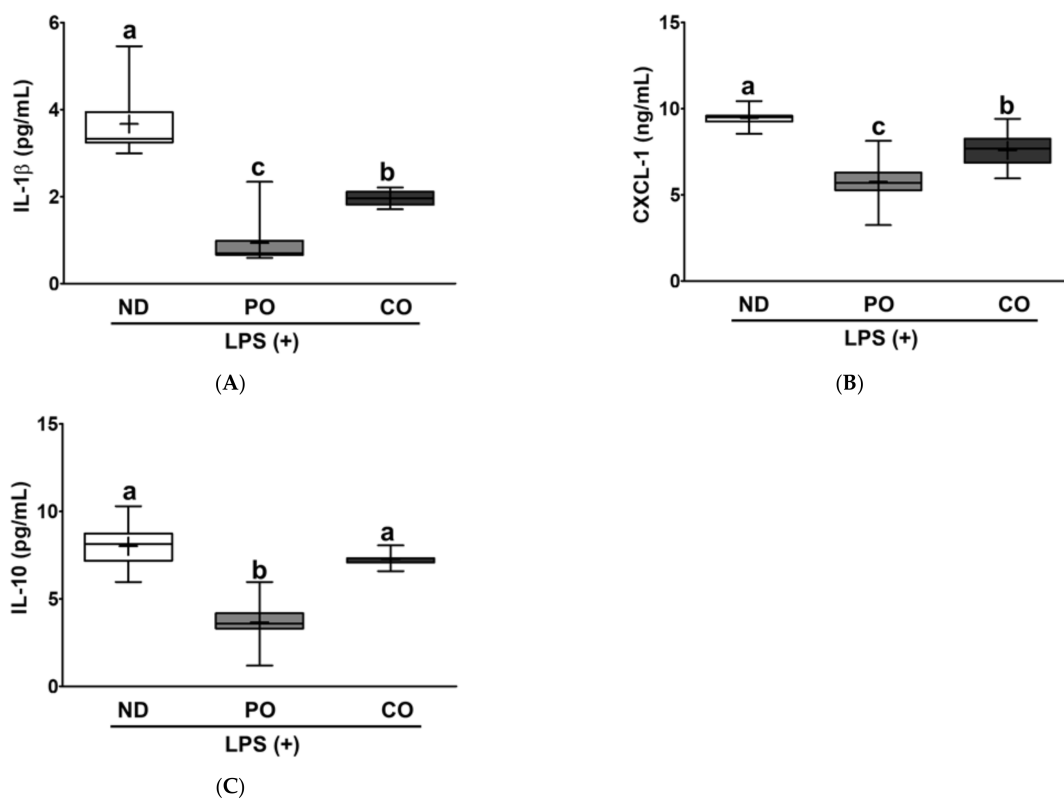 6
4
2
0
IL-1β (pg/mL)
a
c
b
ND PO CO
LPS (+)
(A)
15
10
5
0
CXCL-1 (ng/mL)
a
c
b
ND PO CO
LPS (+)
(B)
15
10
5
0
IL-10 (pg/mL)
a
b
a
ND PO CO
LPS (+)
(C)